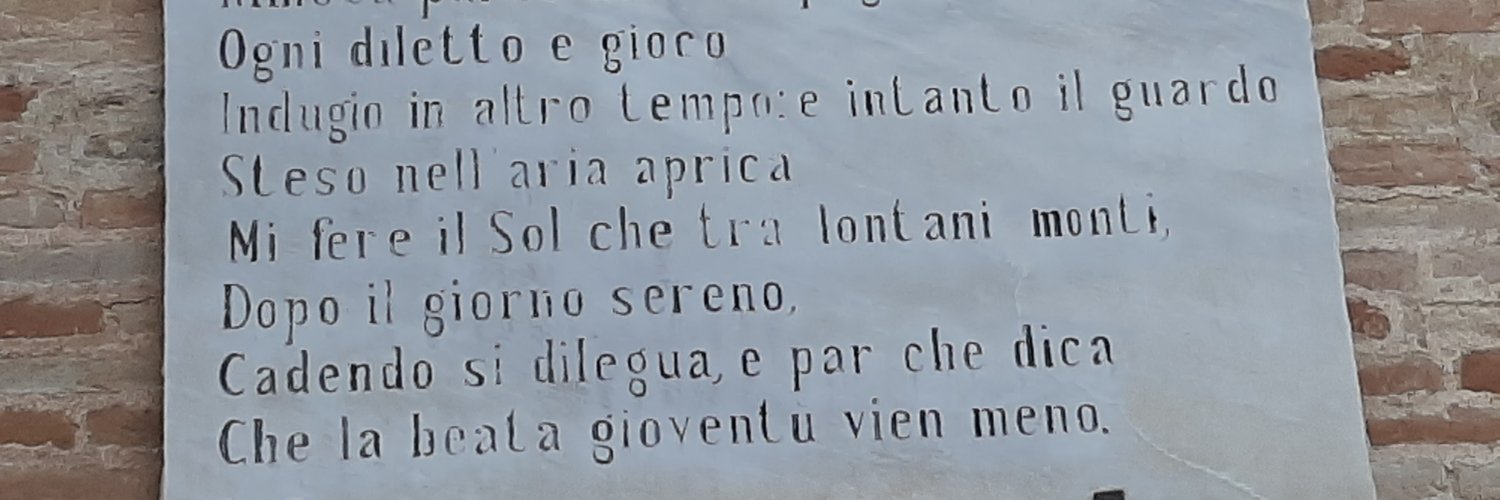 Ogni diletto e gioco
Indugio in altro tempo: e intanto il guardo
Steso nell'aria aprica
Mi fere il Sol che tra lontani monti,
Dopo il giorno sereno,
Cadendo si dilegua, e par che dica
Che la beata gioventù vien meno.